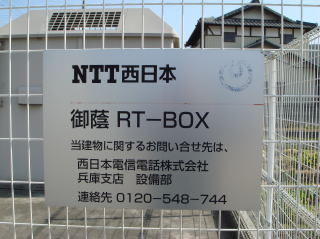 NTT西日本
御蔭 RT－BOX
当建物に関するお問い合せ先は、
西日本電信電話株式会社
兵庫支店　設備部
連絡先 0120－548－744